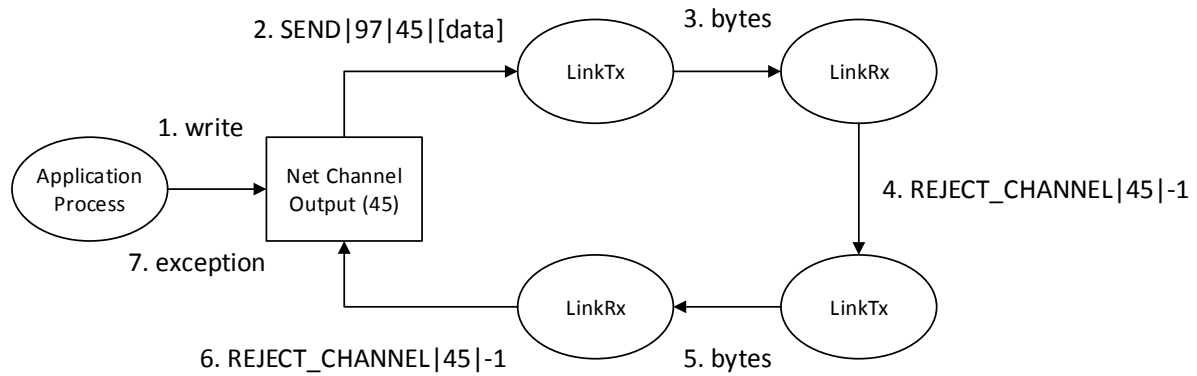 2. SEND|97|45|[data]
3. bytes
LinkTx
LinkRx
1. write
Application
Process
Net Channel
Output (45)
4. REJECT_CHANNEL|45|-1
7. exception
LinkRx
LinkTx
6. REJECT_CHANNEL|45|-1
5. bytes